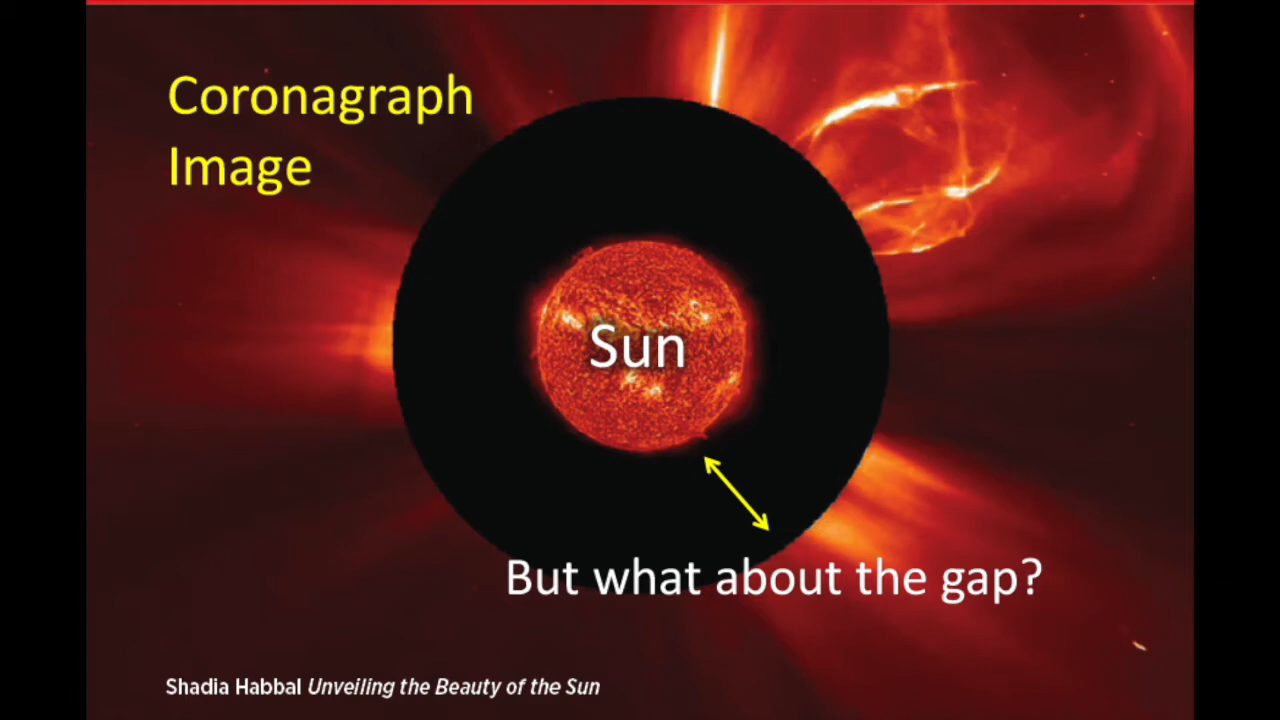 Coronagraph
Image
Sun
But what about the gap?
Shadia Habbal Unveiling the Beauty of the Sun